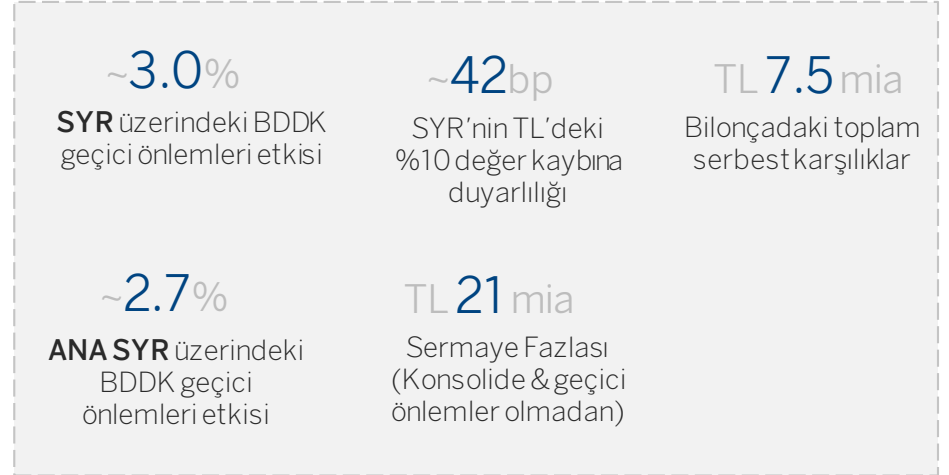 ~3.0%
SYR üzerindeki BDDK
geçici önlemleri etkisi
~42bp
SYR'nin TL'deki
%10 değer kaybına
duyarlılığı
TL 7.5 mia
Bilonçadaki toplam
serbest karşılıklar
~2.7%
ANA SYR üzerindeki
BDDK geçici
önlemleri etkisi
TL 21 mia
Sermaye Fazlası
(Konsolide & geçici
önlemler olmadan)